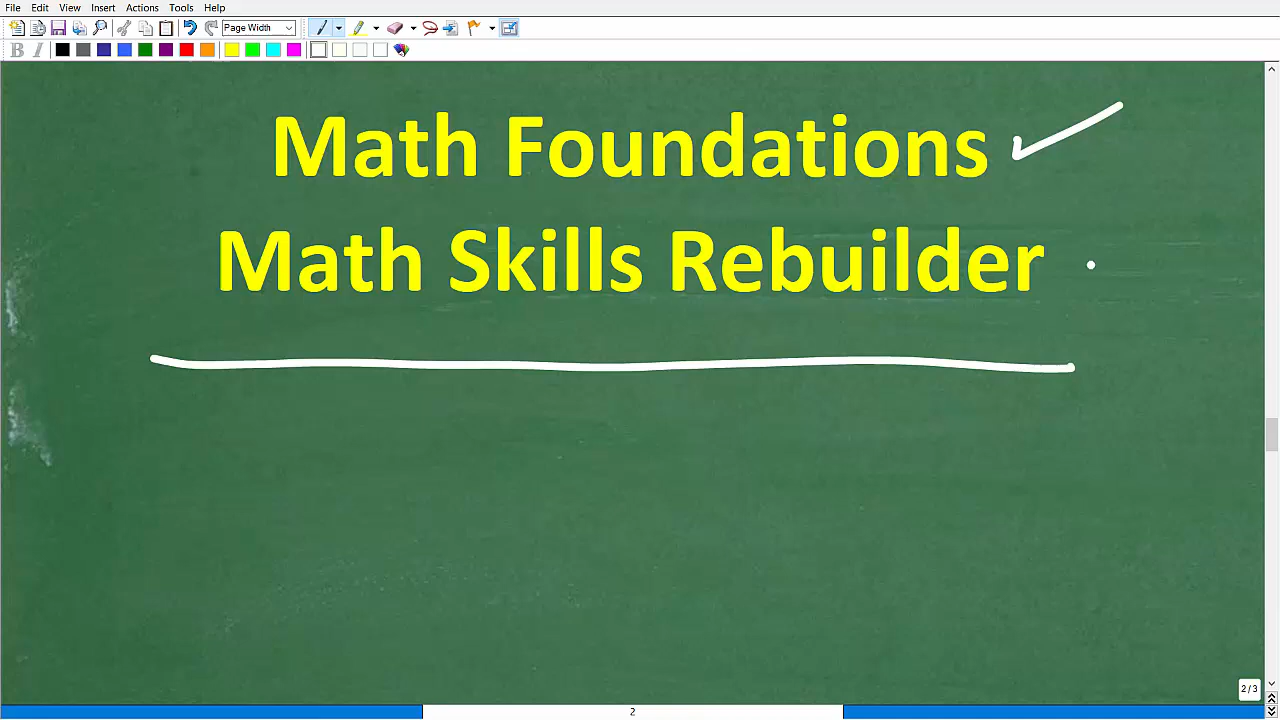 File Edit View Insert Actions Tools Help
Page Width
B I
Math Foundations
Math Skills Rebuilder
2 / 3
2